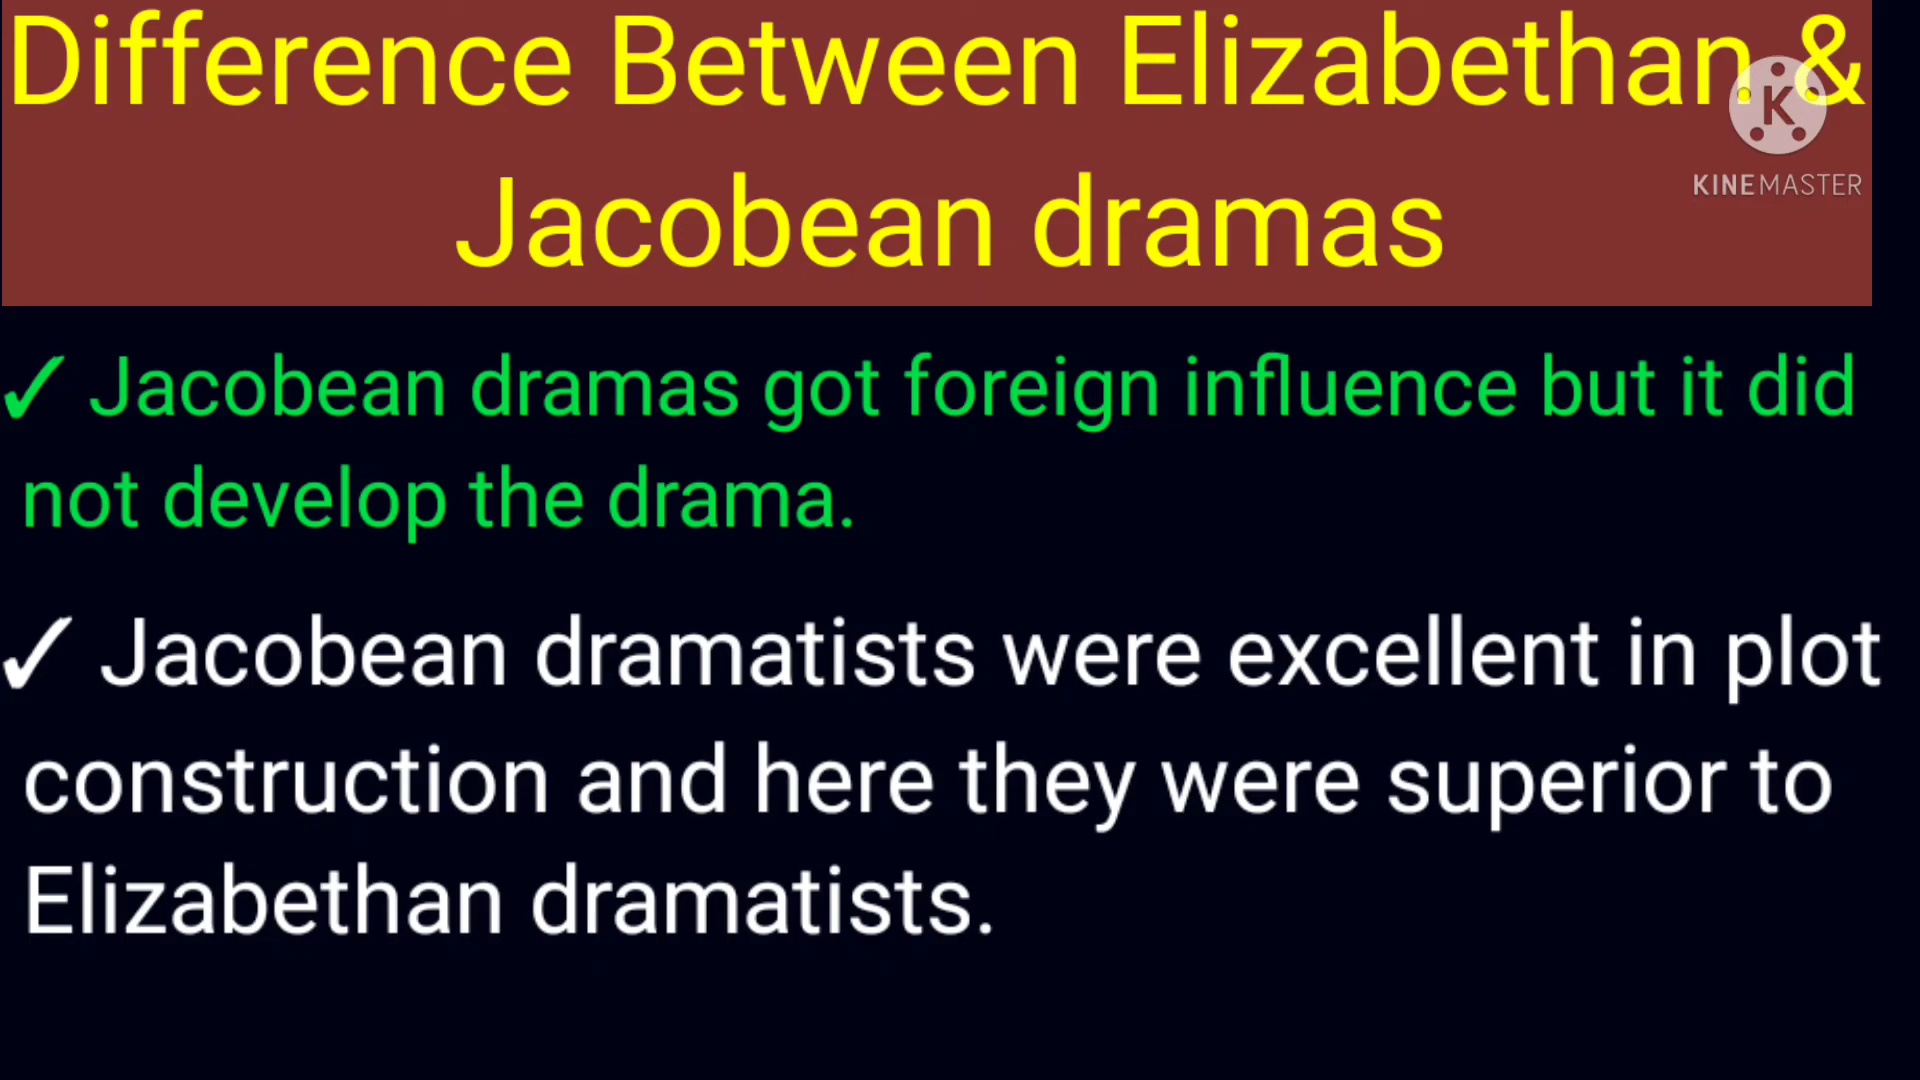 Difference Between Elizabethan &
Jacobean dramas
K
KINEMASTER
✓ Jacobean dramas got foreign influence but it did
not develop the drama.
✓ Jacobean dramatists were excellent in plot
construction and here they were superior to
Elizabethan dramatists.